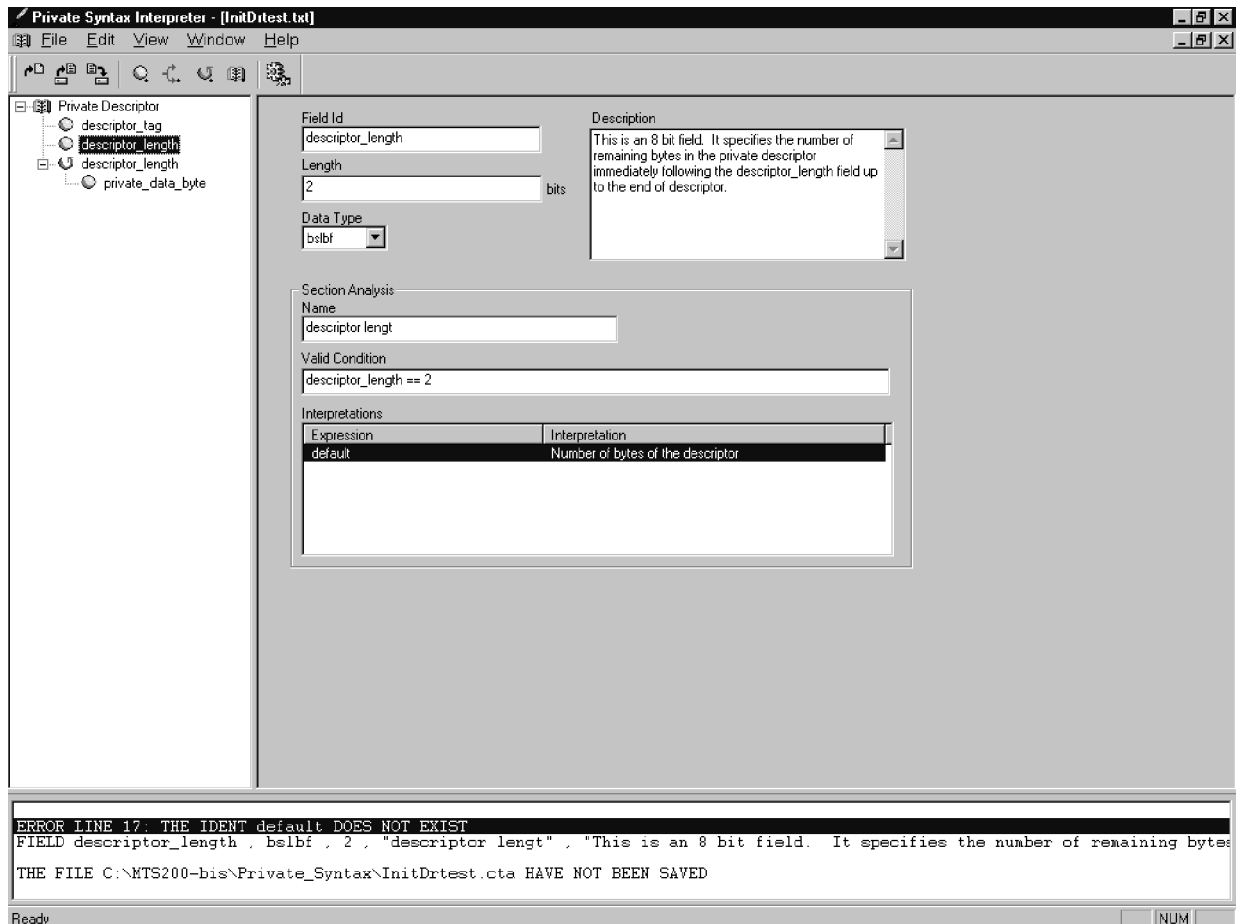 Private Syntax Interpreter - [InitDrtest.txt]
File Edit View Window Help
Private Descriptor
descriptor_tag
descriptor_length
descriptor_length
private_data_byte
Field Id
descriptor_length
Length
2 bits
Data Type
bslbf
Description
This is an 8 bit field. It specifies the number of
remaining bytes in the private descriptor
immediately following the descriptor_length field up
to the end of descriptor.
Section Analysis
Name
descriptor lengt
Valid Condition
descriptor_length == 2
Interpretations
Expression Interpretation
default Number of bytes of the descriptor
ERROR LINE 17: THE IDENT default DOES NOT EXIST
FIELD descriptor_length , bslbf , 2 , "descriptor lengt" , "This is an 8 bit field. It specifies the number of remaining bytes
THE FILE C:\MTS200-bis\Private_Syntax\InitDrtest.cta HAVE NOT BEEN SAVED
Ready NUM